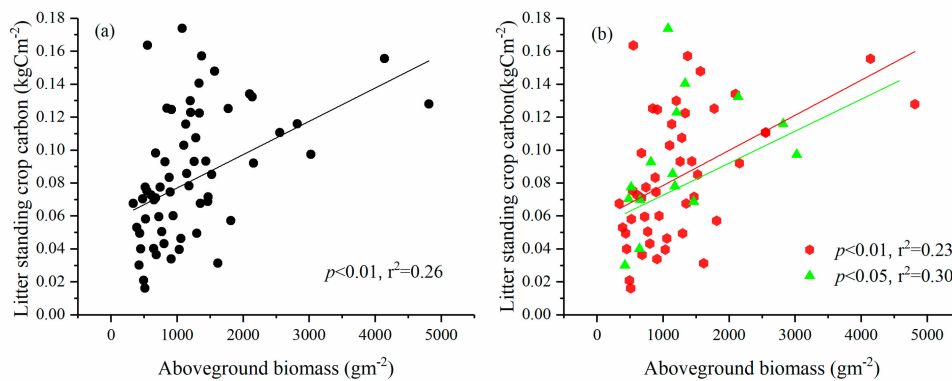 (a)
Litter standing crop carbon (kgCm⁻²)
0.18
0.16
0.14
0.12
0.10
0.08
0.06
0.04
0.02
0.00
p<0.01, r²=0.26
0 1000 2000 3000 4000 5000
Aboveground biomass (gm⁻²)
(b)
Litter standing crop carbon(kgCm⁻²)
0.18
0.16
0.14
0.12
0.10
0.08
0.06
0.04
0.02
0.00
p<0.01, r²=0.23
p<0.05, r²=0.30
0 1000 2000 3000 4000 5000
Aboveground biomass (gm⁻²)